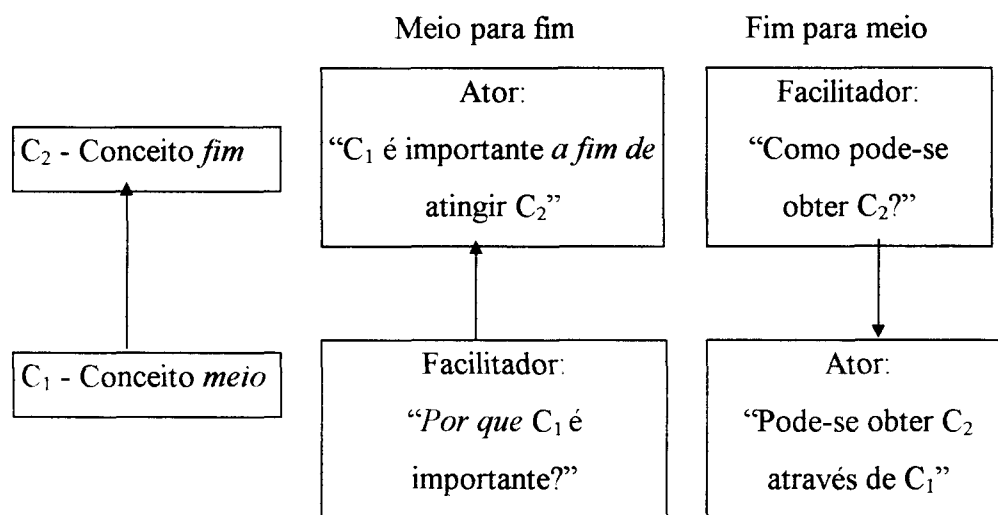 Meio para fim
Fim para meio
C₂ - Conceito fim
C₁ - Conceito meio
Ator:
“C₁ é importante a fim de
atingir C₂”
Facilitador:
“Por que C₁ é
importante?”
Facilitador:
“Como pode-se
obter C₂?”
Ator:
“Pode-se obter C₂
através de C₁”